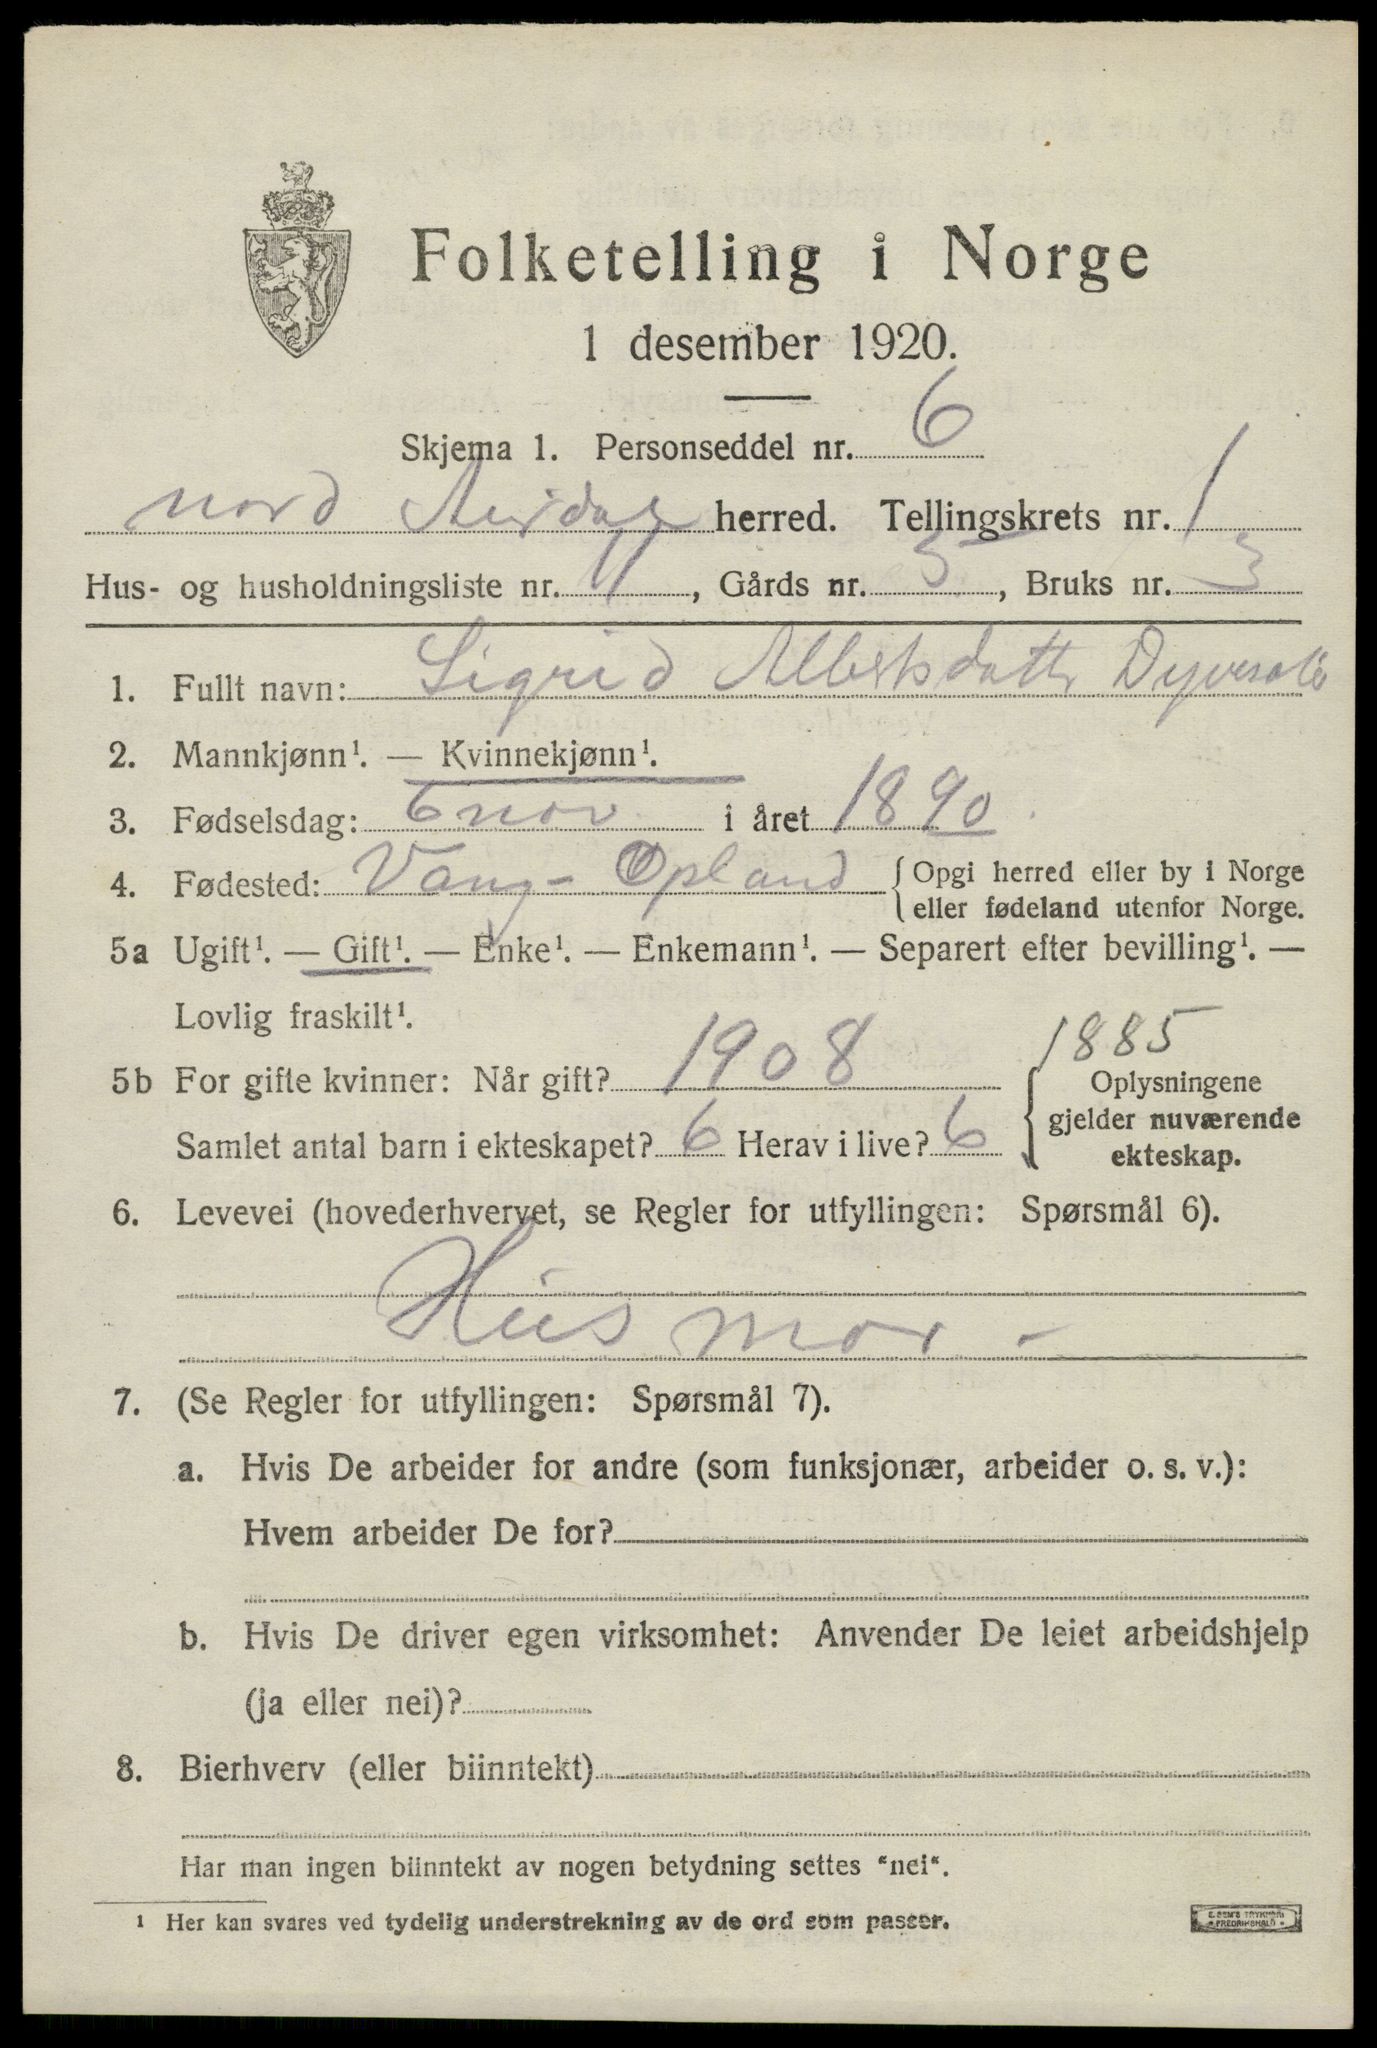 Folketelling i Norge
1 desember 1920.
Skjema 1. Personseddel nr. 6
nord Aurdal herred. Tellingskrets nr. 1
Hus- og husholdningsliste nr. 11, Gårds nr. 5, Bruks nr. 3
1. Fullt navn: Sigrid Albertsdatter
2. Mannkjønn¹. — Kvinnekjønn¹.
3. Fødselsdag: 6 nov i året 1890.
4. Fødested: Vang - Opland { Opgi herred eller by i Norge
eller fødeland utenfor Norge.
5a Ugift¹. — Gift¹. — Enke¹. — Enkemann¹. — Separert efter bevilling¹. —
Lovlig fraskilt¹.
1885
5b For gifte kvinner: Når gift? 1908 { Oplysningene
gjelder nuværende
Samlet antal barn i ekteskapet? 6 Herav i live? 6
ekteskap.
6. Levevei (hovederhvervet, se Regler for utfyllingen: Spørsmål 6).
Husmor -
7. (Se Regler for utfyllingen: Spørsmål 7).
a. Hvis De arbeider for andre (som funksjonær, arbeider o. s. v.):
Hvem arbeider De for?
b. Hvis De driver egen virksomhet: Anvender De leiet arbeidshjelp
(ja eller nei)?
8. Bierhverv (eller biinntekt)
Har man ingen biinntekt av nogen betydning settes "nei".
¹ Her kan svares ved tydelig understrekning av de ord som passer.
E. SEM'S TRYKKERI
FREDRIKSHALD